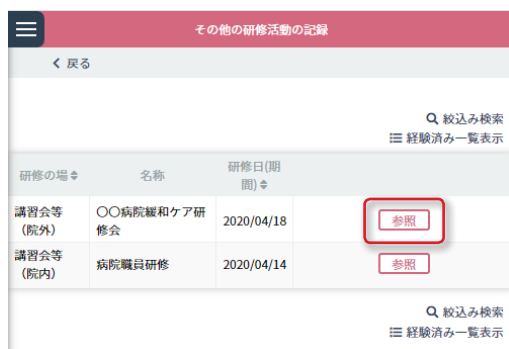 その他の研修活動の記録
戻る
絞込み検索
経験済み一覧表示
研修の場 名称 研修日(期
間)
講習会等 〇〇病院緩和ケア研 2020/04/18 参照
（院外） 修会
講習会等 病院職員研修 2020/04/14 参照
（院内）
絞込み検索
経験済み一覧表示